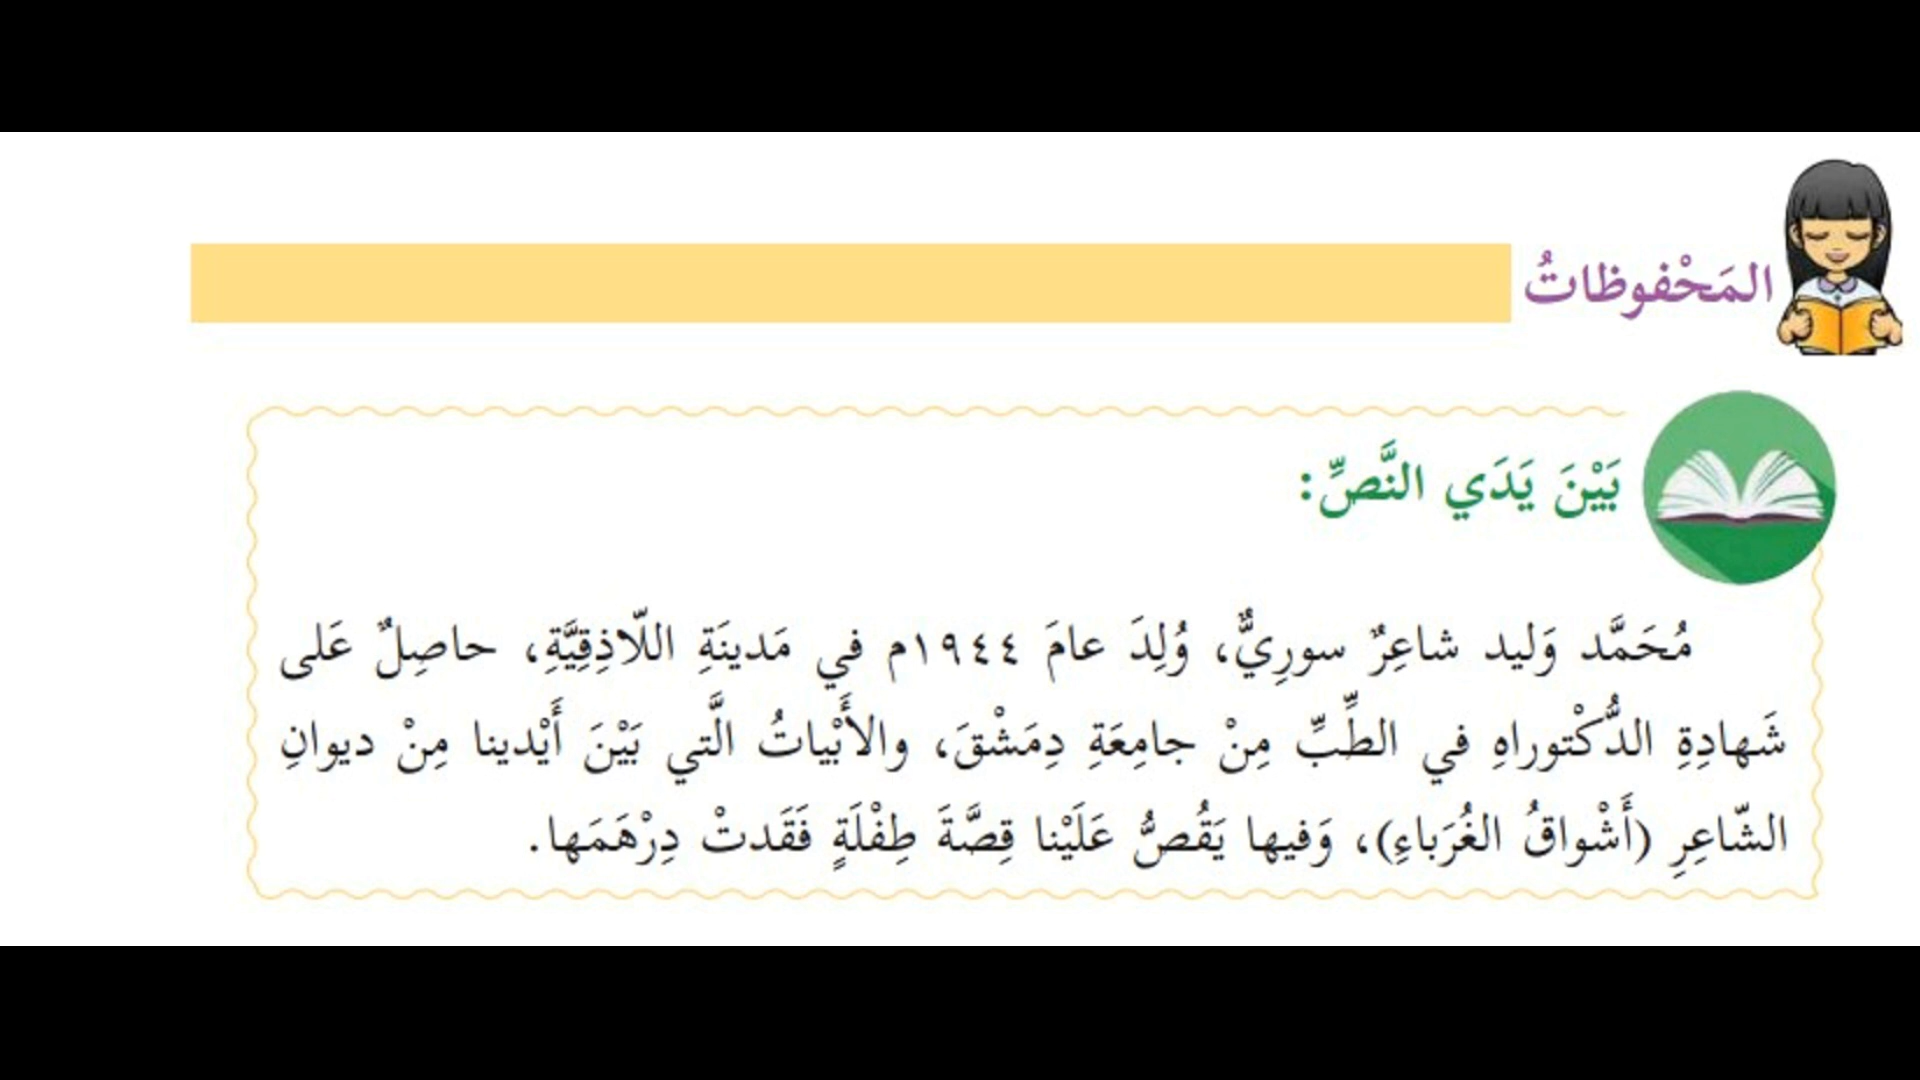 المَحْفوظاتُ
بَيْنَ يَدَيِ النَّصِّ:
مُحَمَّد وَليد شاعِرٌ سورِيٌّ، وُلِدَ عامَ ١٩٤٤م في مَدينَةِ اللّاذِقِيَّةِ، حاصِلٌ عَلى
شَهادِةِ الدُّكْتوراهِ في الطِّبِّ مِنْ جامِعَةِ دِمَشْقَ، والأَبْياتُ الَّتي بَيْنَ أَيْدينا مِنْ ديوانِ
الشّاعِرِ (أَشْواقُ الغُرَباءِ)، وَفيها يَقُصُّ عَلَيْنا قِصَّةَ طِفْلَةٍ فَقَدتْ دِرْهَمَها.